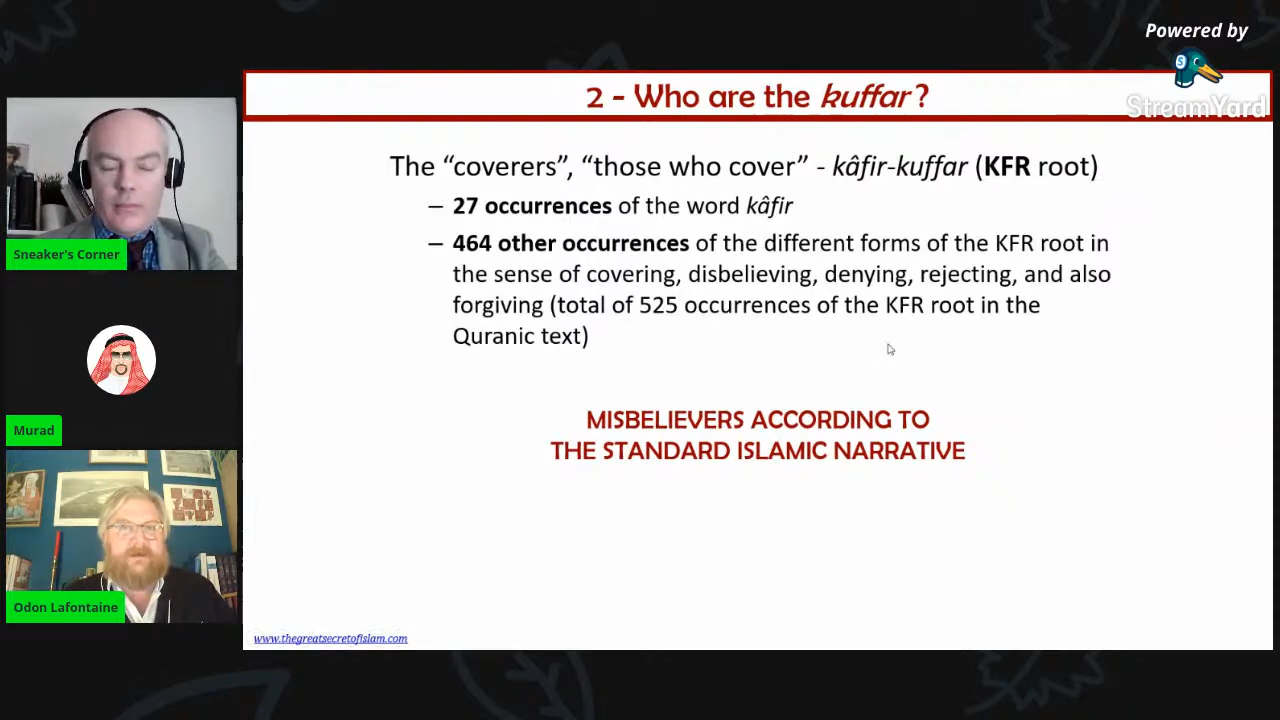 Powered by
StreamYard
2 - Who are the kuffar ?
The “coverers”, “those who cover” - kâfir-kuffar (KFR root)
– 27 occurrences of the word kâfir
– 464 other occurrences of the different forms of the KFR root in
the sense of covering, disbelieving, denying, rejecting, and also
forgiving (total of 525 occurrences of the KFR root in the
Quranic text)
MISBELIEVERS ACCORDING TO
THE STANDARD ISLAMIC NARRATIVE
www.thegreatsecretofislam.com
Sneaker's Corner
Murad
Odon Lafontaine